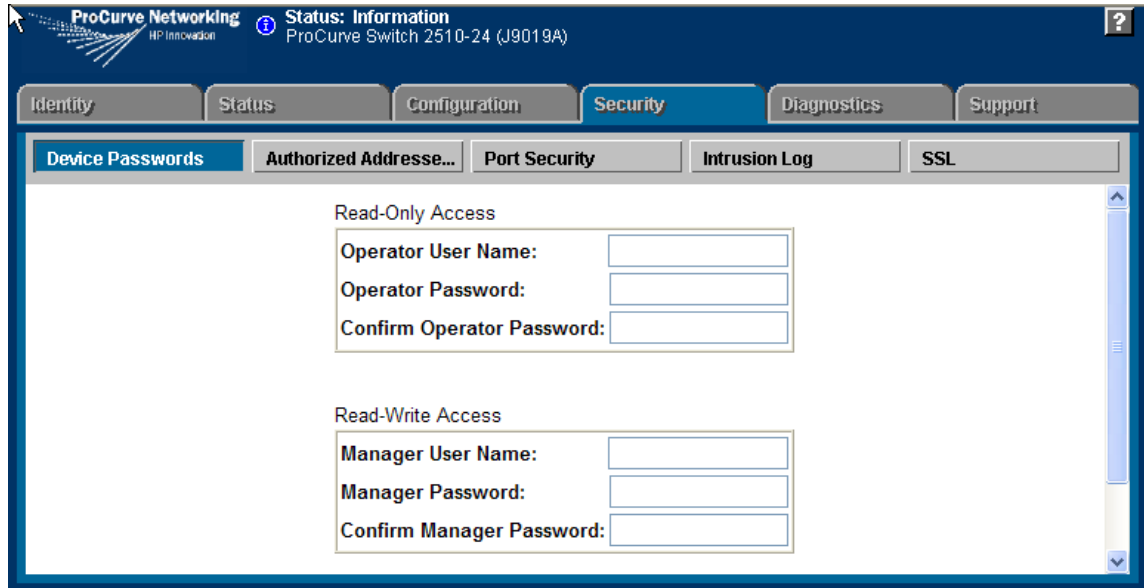 ProCurve Networking
HP Innovation
Status: Information
ProCurve Switch 2510-24 (J9019A)
?
Identity
Status
Configuration
Security
Diagnostics
Support
Device Passwords
Authorized Addresse...
Port Security
Intrusion Log
SSL
Read-Only Access
Operator User Name:
Operator Password:
Confirm Operator Password:
Read-Write Access
Manager User Name:
Manager Password:
Confirm Manager Password: